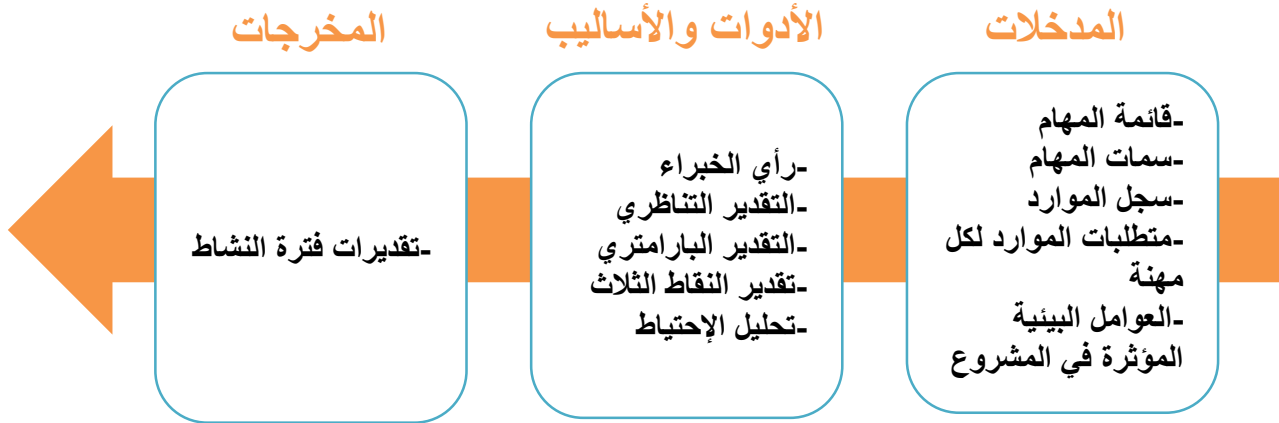 المدخلات
-قائمة المهام
-سمات المهام
-سجل الموارد
-متطلبات الموارد لكل
مهنة
-العوامل البيئية
المؤثرة في المشروع
الأدوات والأساليب
-رأي الخبراء
-التقدير التناظري
-التقدير البارامتري
-تقدير النقاط الثلاث
-تحليل الإحتياط
المخرجات
-تقديرات فترة النشاط